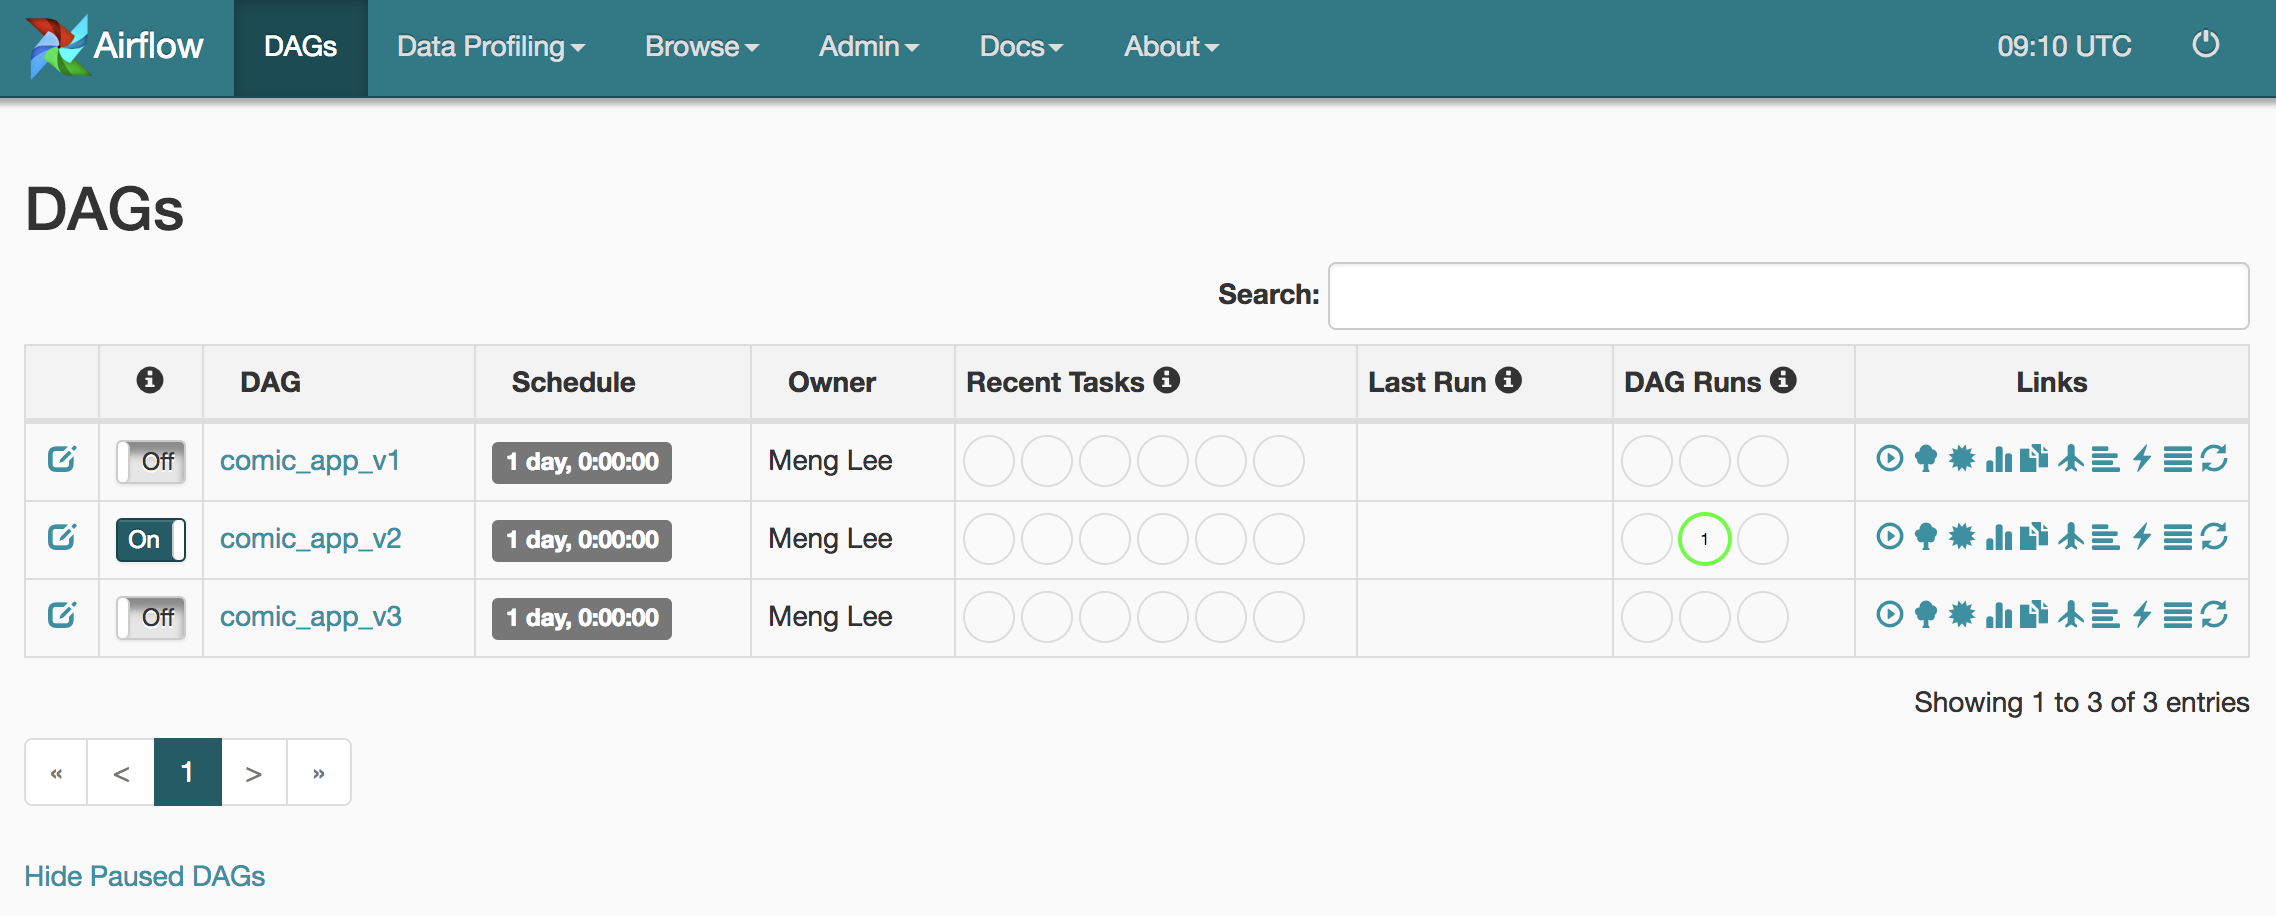 Airflow DAGs Data Profiling Browse Admin Docs About 09:10 UTC
DAGs
Search:
DAG Schedule Owner Recent Tasks Last Run DAG Runs Links
Off comic_app_v1 1 day, 0:00:00 Meng Lee
On comic_app_v2 1 day, 0:00:00 Meng Lee 1
Off comic_app_v3 1 day, 0:00:00 Meng Lee
Showing 1 to 3 of 3 entries
« < 1 > »
Hide Paused DAGs